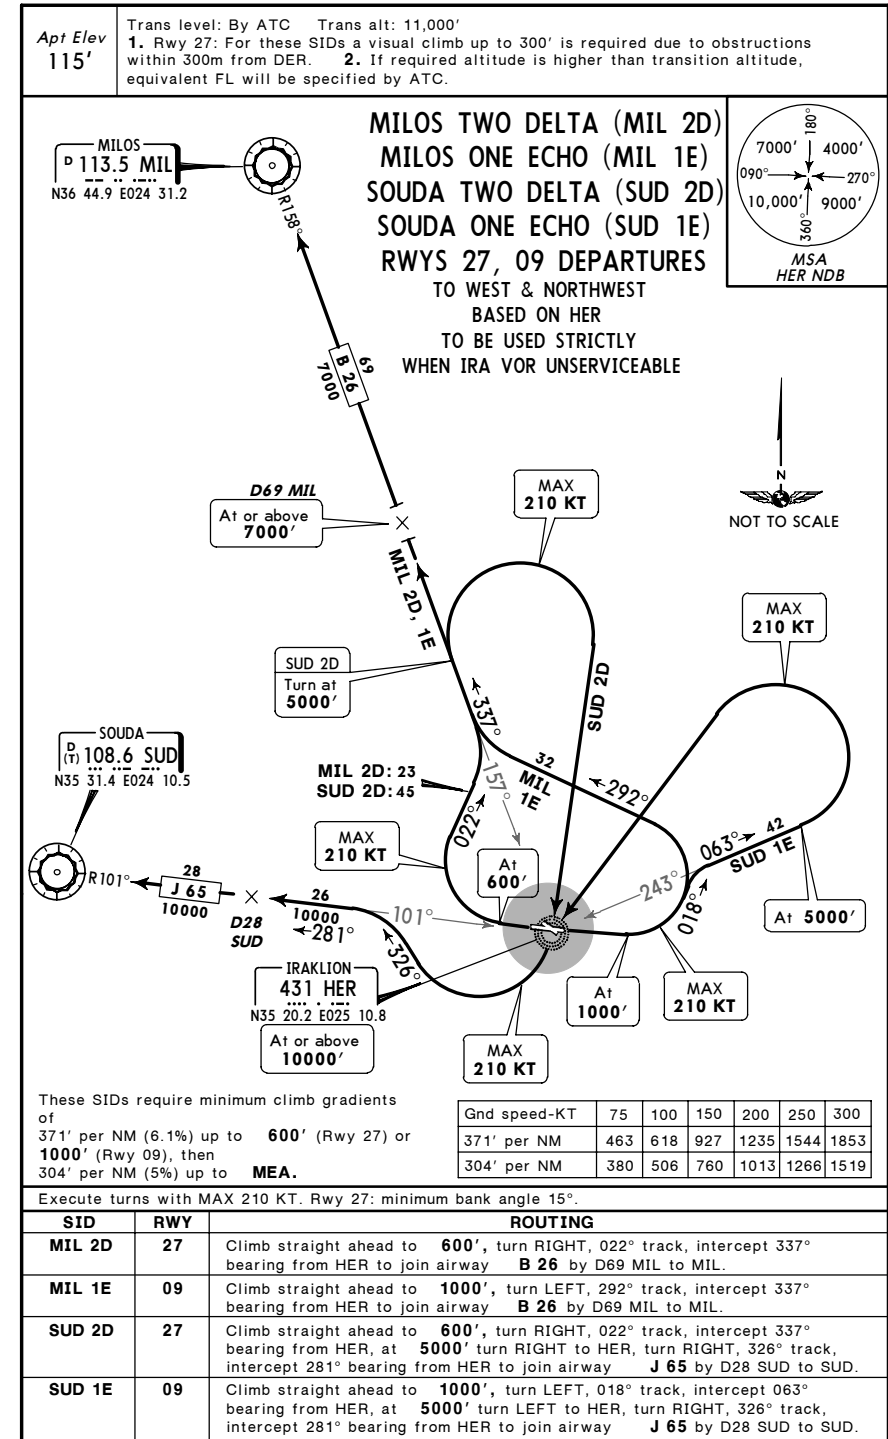 Apt Elev
115'
Trans level: By ATC Trans alt: 11,000'
1. Rwy 27: For these SIDs a visual climb up to 300' is required due to obstructions
within 300m from DER. 2. If required altitude is higher than transition altitude,
equivalent FL will be specified by ATC.
MILOS TWO DELTA (MIL 2D)
MILOS ONE ECHO (MIL 1E)
SOUDA TWO DELTA (SUD 2D)
SOUDA ONE ECHO (SUD 1E)
RWYS 27, 09 DEPARTURES
TO WEST & NORTHWEST
BASED ON HER
TO BE USED STRICTLY
WHEN IRA VOR UNSERVICEABLE
180°
7000' 4000'
090° 270°
10,000' 9000'
360°
MSA
HER NDB
MILOS
D 113.5 MIL
N36 44.9 E024 31.2
R158°
69
B 26
7000
N
NOT TO SCALE
D69 MIL
At or above
7000'
MAX
210 KT
MIL 2D, 1E
MAX
210 KT
SUD 2D
Turn at
5000'
SUD 2D
337°
SOUDA
D
(T) 108.6 SUD
N35 31.4 E024 10.5
MIL 2D: 23
SUD 2D: 45
157°
32
MIL
1E
292°
022°
MAX
210 KT
At
600'
063°
42
SUD 1E
243°
018°
At 5000'
R101°
28
J 65
10000
D28
SUD
26
10000
281°
101°
326°
IRAKLION
431 HER
N35 20.2 E025 10.8
At or above
10000'
At
1000'
MAX
210 KT
MAX
210 KT
These SIDs require minimum climb gradients
of
371' per NM (6.1%) up to 600' (Rwy 27) or
1000' (Rwy 09), then
304' per NM (5%) up to MEA.
Gnd speed-KT 75 100 150 200 250 300
371' per NM 463 618 927 1235 1544 1853
304' per NM 380 506 760 1013 1266 1519
Execute turns with MAX 210 KT. Rwy 27: minimum bank angle 15°.
SID RWY ROUTING
MIL 2D 27 Climb straight ahead to 600', turn RIGHT, 022° track, intercept 337°
bearing from HER to join airway B 26 by D69 MIL to MIL.
MIL 1E 09 Climb straight ahead to 1000', turn LEFT, 292° track, intercept 337°
bearing from HER to join airway B 26 by D69 MIL to MIL.
SUD 2D 27 Climb straight ahead to 600', turn RIGHT, 022° track, intercept 337°
bearing from HER, at 5000' turn RIGHT to HER, turn RIGHT, 326° track,
intercept 281° bearing from HER to join airway J 65 by D28 SUD to SUD.
SUD 1E 09 Climb straight ahead to 1000', turn LEFT, 018° track, intercept 063°
bearing from HER, at 5000' turn LEFT to HER, turn RIGHT, 326° track,
intercept 281° bearing from HER to join airway J 65 by D28 SUD to SUD.